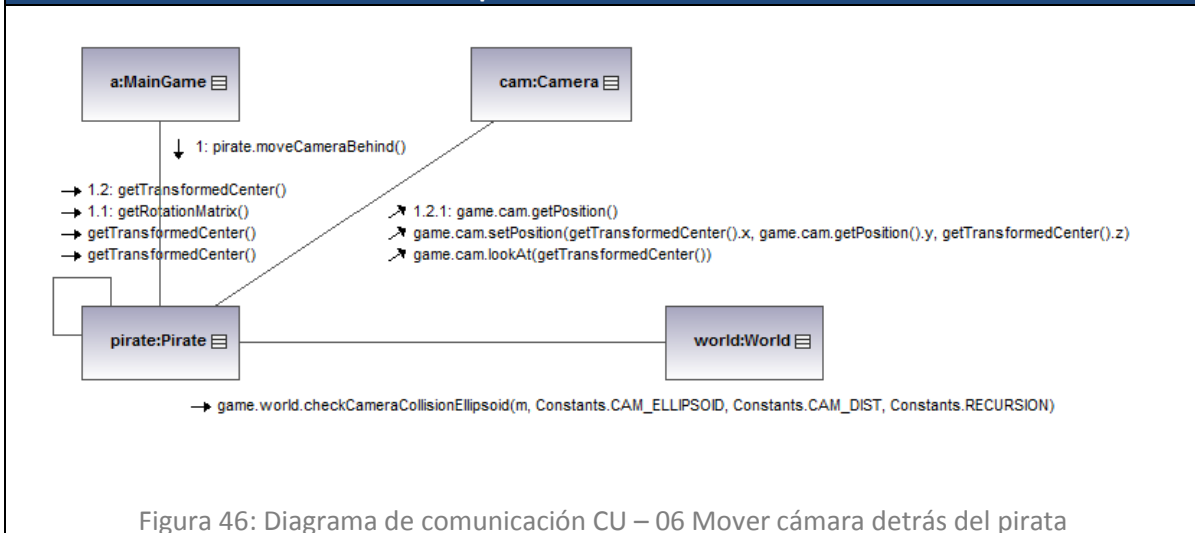 a:MainGame
cam:Camera
1: pirate.moveCameraBehind()
1.2: getTransformedCenter()
1.1: getRotationMatrix()
getTransformedCenter()
getTransformedCenter()
1.2.1: game.cam.getPosition()
game.cam.setPosition(getTransformedCenter().x, game.cam.getPosition().y, getTransformedCenter().z)
game.cam.lookAt(getTransformedCenter())
pirate:Pirate
world:World
game.world.checkCameraCollisionEllipsoid(m, Constants.CAM_ELLIPSOID, Constants.CAM_DIST, Constants.RECURSION)
Figura 46: Diagrama de comunicación CU – 06 Mover cámara detrás del pirata